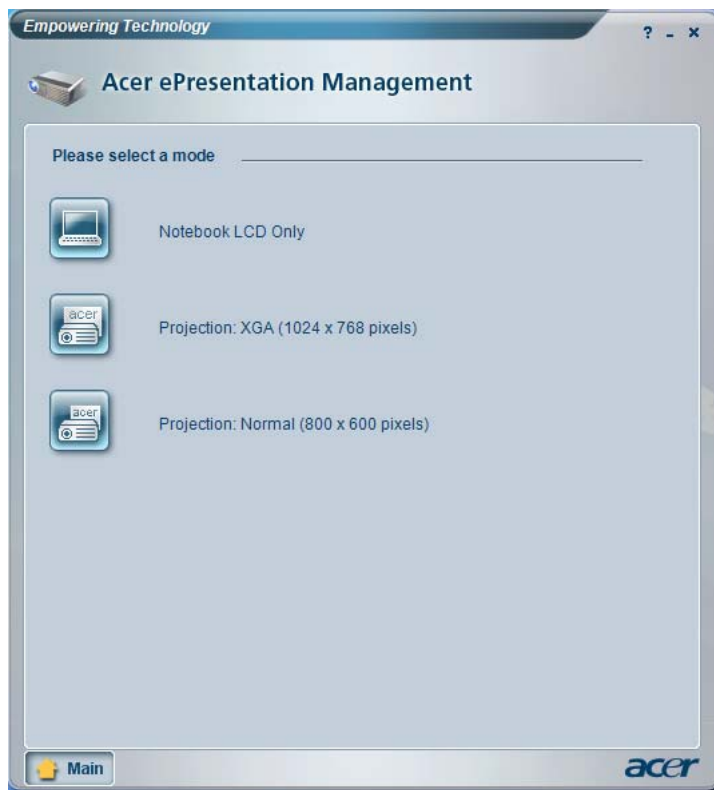 Empowering Technology
? - ×
Acer ePresentation Management
Please select a mode
Notebook LCD Only
acer
Projection: XGA (1024 x 768 pixels)
acer
Projection: Normal (800 x 600 pixels)
Main
acer